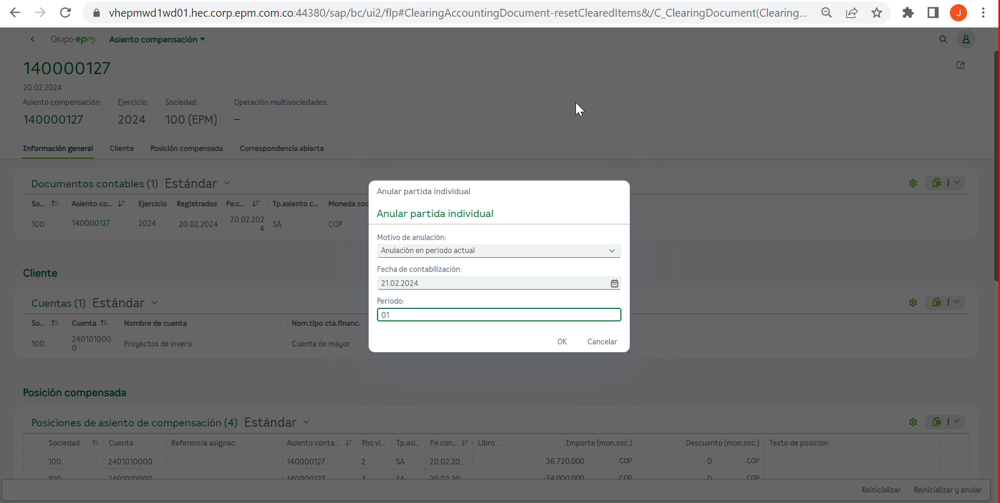 vhepmwd1wd01.hec.corp.epm.com.co:44380/sap/bc/ui2/flp#ClearingAccountingDocument-resetClearedItems&/C_ClearingDocument(Clearing...
J
Grupo·epm Asiento compensación
140000127
20.02.2024
Asiento compensación: Ejercicio: Sociedad: Operación multisociedades:
140000127 2024 100 (EPM) –
Información general Cliente Posición compensada Correspondencia abierta
Documentos contables (1) Estándar
So... Asiento co... Ejercicio Registrados Fe.c... Tp.asiento c... Moneda soc
100 140000127 2024 20.02.2024 20.02.202
4 SA COP
Anular partida individual
Anular partida individual
Motivo de anulación:
Anulación en período actual
Fecha de contabilización:
21.02.2024
Período:
01
OK Cancelar
Cliente
Cuentas (1) Estándar
So... Cuenta Nombre de cuenta Nom.tipo cta.financ.
100 240101000
0 Proyectos de inversi Cuenta de mayor
Posición compensada
Posiciones de asiento de compensación (4) Estándar
Sociedad Cuenta Referencia asignac. Asiento conta... Pos.vi... Tp.asi... Fe.con... Libro ... Importe (mon.soc.) Descuento (mon.soc.) Texto de posición
100 2401010000 140000127 2 SA 20.02.20... 36.720.000 COP 0 COP
100 2401010000 140000127 3 SA 20.02.20... -34.000.000 COP 0 COP
Reinicializar Reinicializar y anular